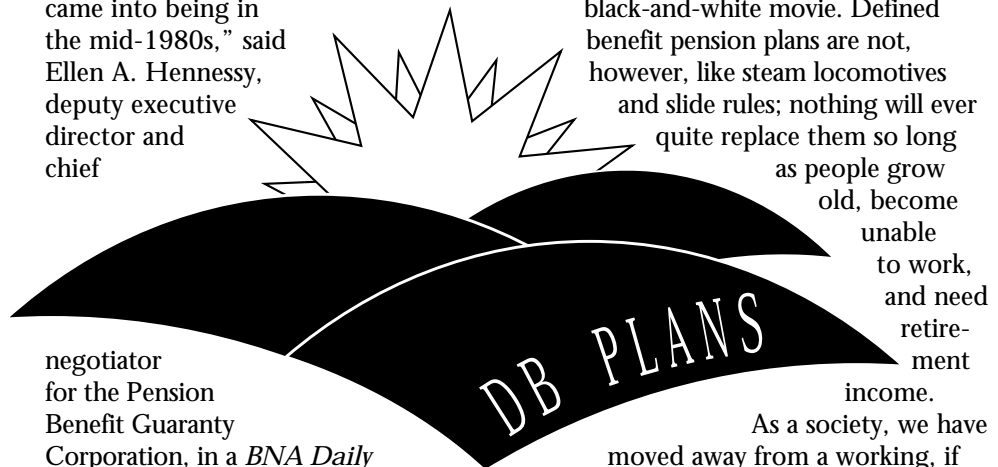 came into being in
the mid-1980s,” said
Ellen A. Hennessy,
deputy executive
director and
chief
negotiator
for the Pension
Benefit Guaranty
Corporation, in a BNA Daily
black-and-white movie. Defined
benefit pension plans are not,
however, like steam locomotives
and slide rules; nothing will ever
quite replace them so long
as people grow
old, become
unable
to work,
and need
retire-
ment
income.
As a society, we have
moved away from a working, if
DB PLANS